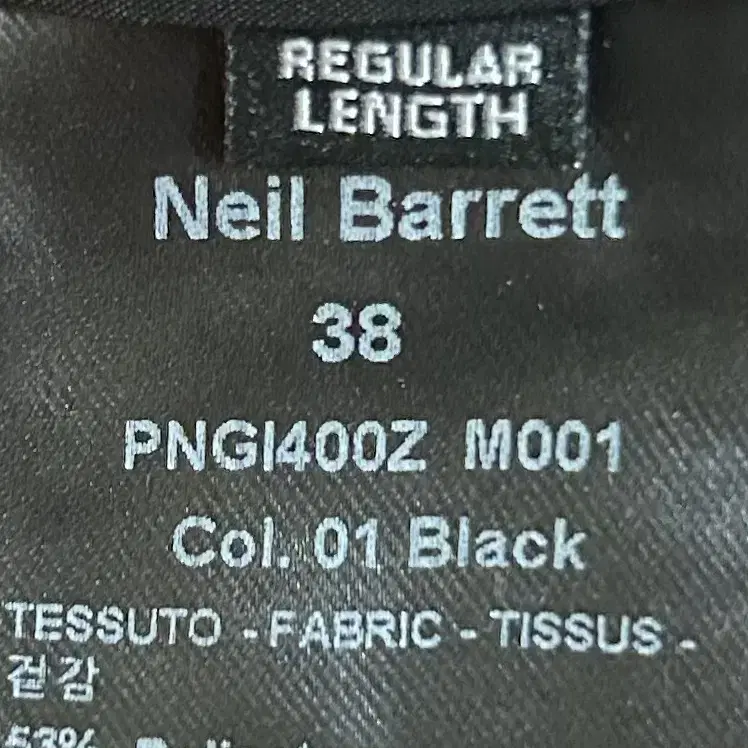 REGULAR
LENGTH
Neil Barrett
38
PNGI400Z M001
Col. 01 Black
TESSUTO - FABRIC - TISSUS -
겉감